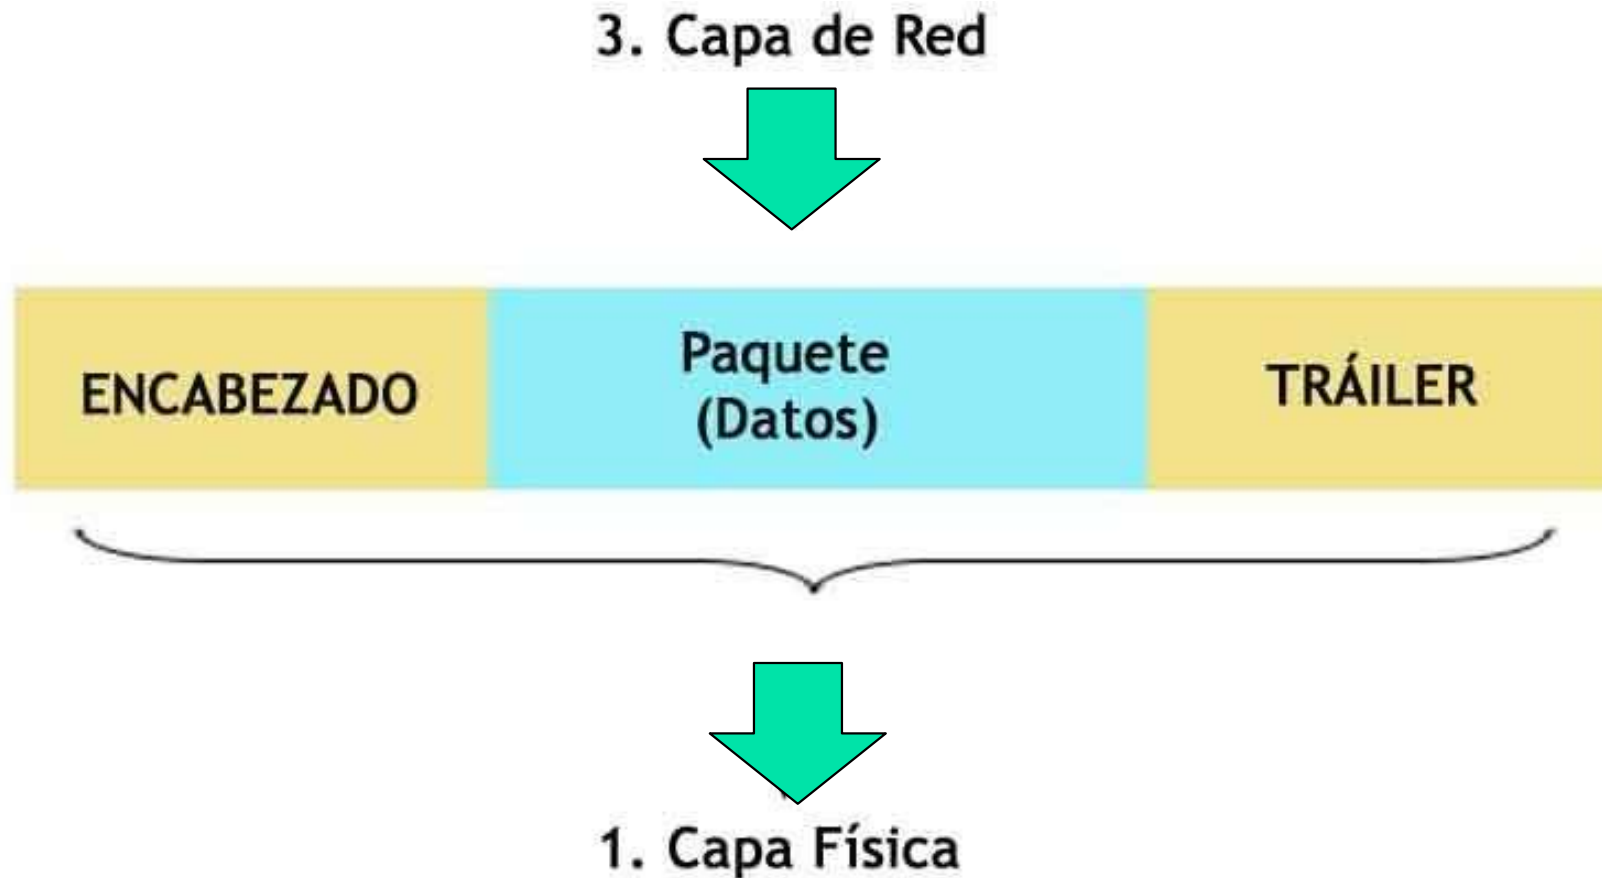 3. Capa de Red
ENCABEZADO
Paquete
(Datos)
TRÁILER
1. Capa Física